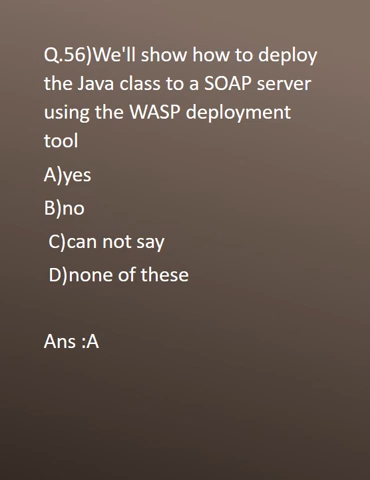 Q.56)We'll show how to deploy
the Java class to a SOAP server
using the WASP deployment
tool
A)yes
B)no
C)can not say
D)none of these
Ans :A